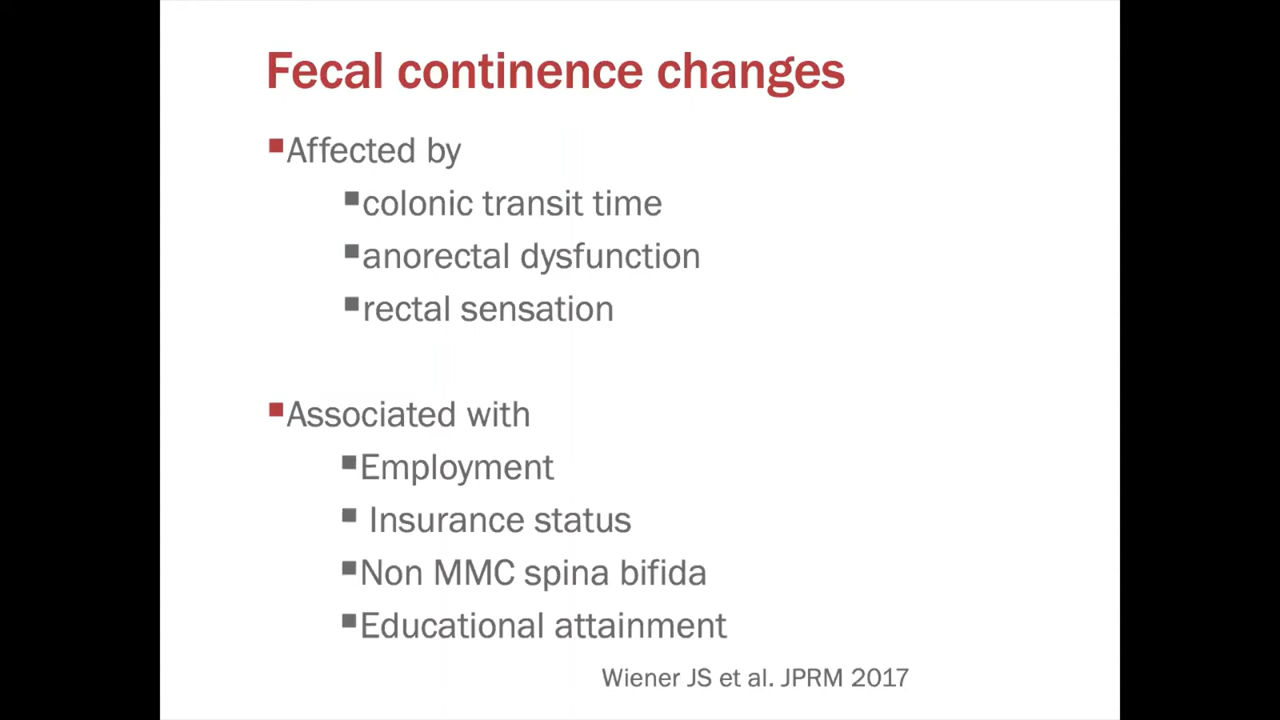 Fecal continence changes
Affected by
colonic transit time
anorectal dysfunction
rectal sensation
Associated with
Employment
Insurance status
Non MMC spina bifida
Educational attainment
Wiener JS et al. JPRM 2017